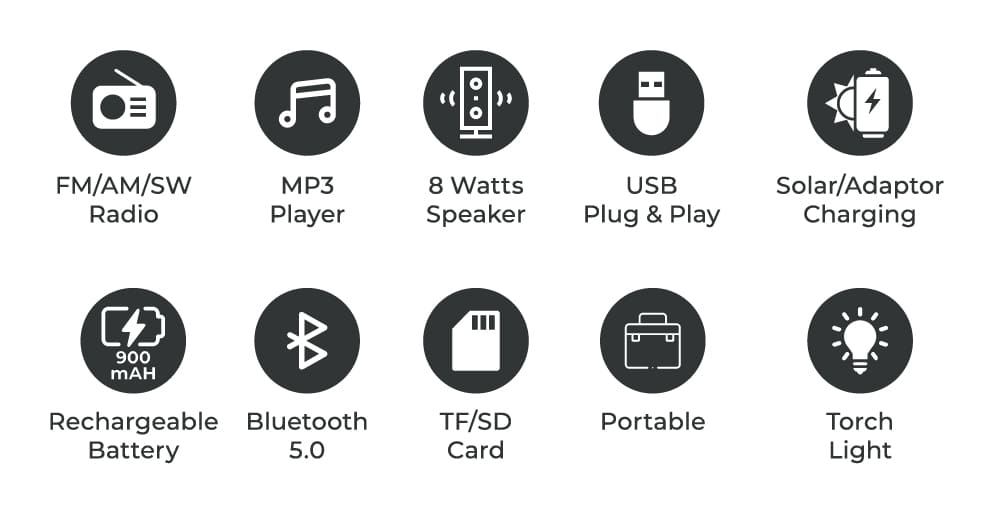 FM/AM/SW
Radio
MP3
Player
8 Watts
Speaker
USB
Plug & Play
Solar/Adaptor
Charging
900
mAH
Rechargeable
Battery
Bluetooth
5.0
TF/SD
Card
Portable
Torch
Light